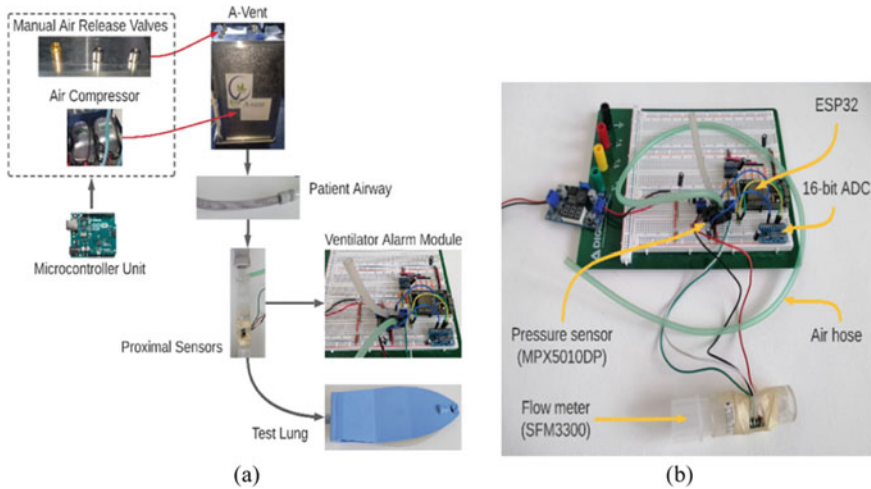 A-Vent
Manual Air Release Valves
Air Compressor
Microcontroller Unit
Patient Airway
Ventilator Alarm Module
Proximal Sensors
Test Lung
(a)
ESP32
16-bit ADC
Pressure sensor
(MPX5010DP)
Air hose
Flow meter
(SFM3300)
(b)